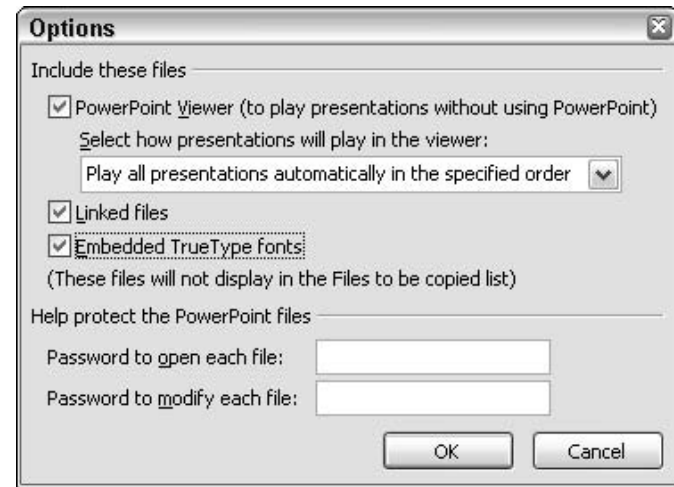 Options
Include these files
PowerPoint Viewer (to play presentations without using PowerPoint)
Select how presentations will play in the viewer:
Play all presentations automatically in the specified order
Linked files
Embedded TrueType fonts
(These files will not display in the Files to be copied list)
Help protect the PowerPoint files
Password to open each file:
Password to modify each file:
OK Cancel